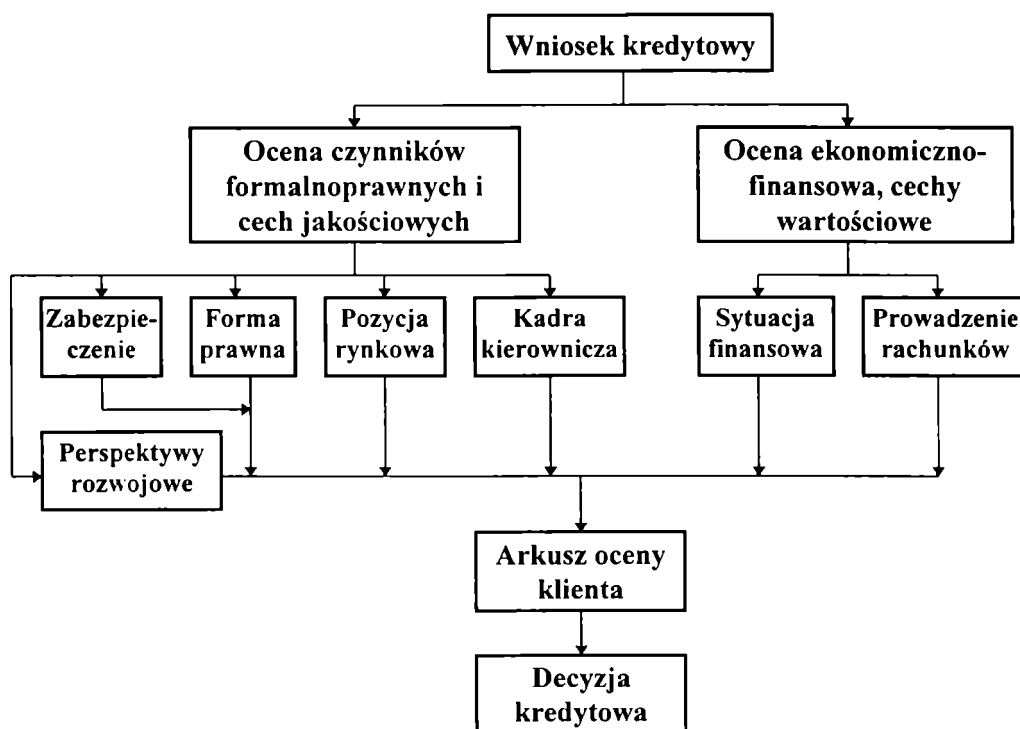 Wniosek kredytowy
Ocena czynników
formalnoprawnych i
cech jakościowych
Ocena ekonomiczno-
finansowa, cechy
wartościowe
Zabezpie-
czenie
Forma
prawna
Pozycja
rynkowa
Kadra
kierownicza
Sytuacja
finansowa
Prowadzenie
rachunków
Perspektywy
rozwojowe
Arkusz oceny
klienta
Decyzja
kredytowa